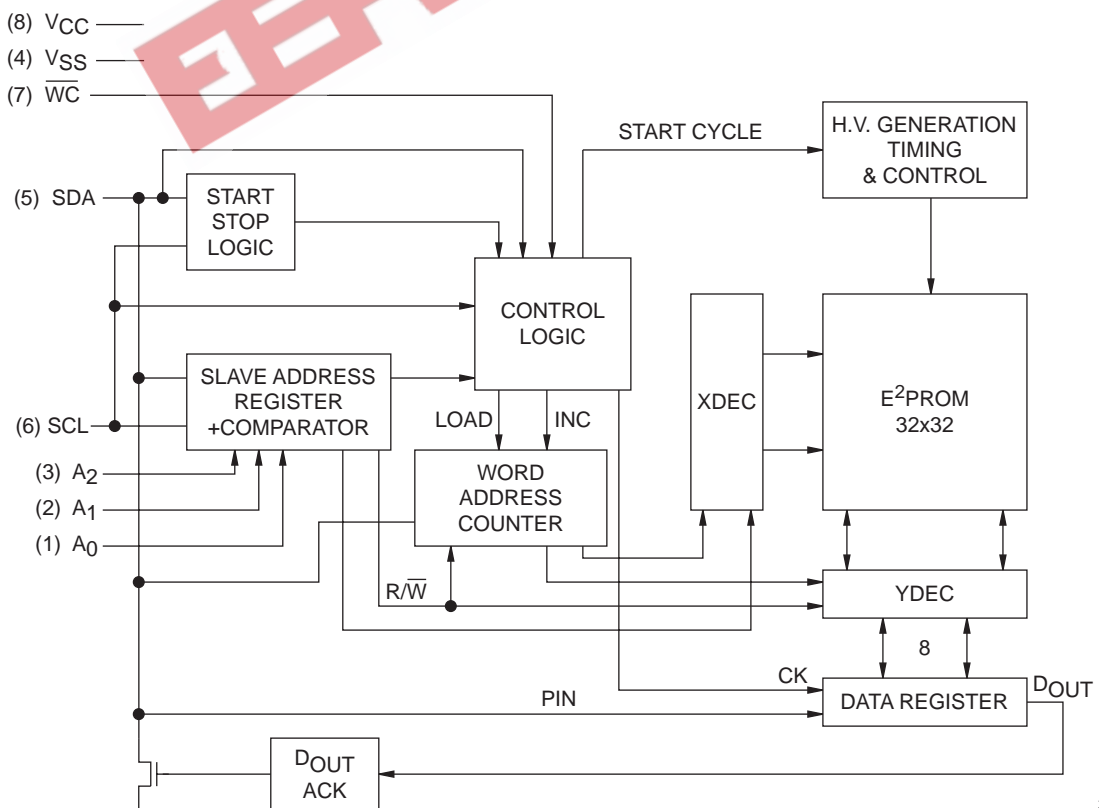 (8) VCC
(4) VSS
(7) W̅C̅
START CYCLE
H.V. GENERATION
TIMING
& CONTROL
(5) SDA
START
STOP
LOGIC
CONTROL
LOGIC
SLAVE ADDRESS
REGISTER
+COMPARATOR
XDEC
E²PROM
32x32
(6) SCL
LOAD
INC
(3) A2
(2) A1
(1) A0
WORD
ADDRESS
COUNTER
R/W̅
YDEC
8
CK
DATA REGISTER
DOUT
PIN
DOUT
ACK